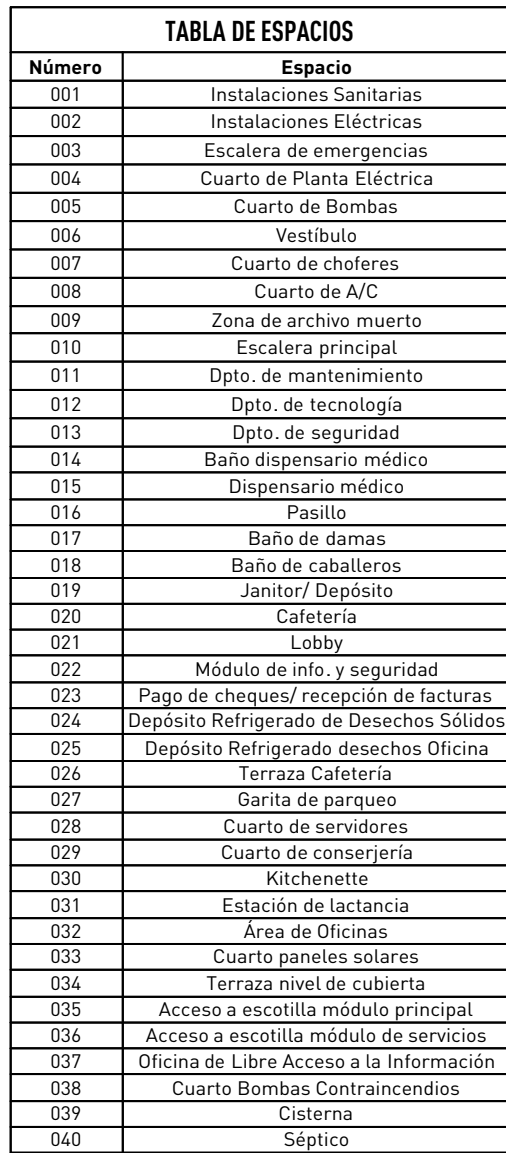 TABLA DE ESPACIOS
Número Espacio
001 Instalaciones Sanitarias
002 Instalaciones Eléctricas
003 Escalera de emergencias
004 Cuarto de Planta Eléctrica
005 Cuarto de Bombas
006 Vestíbulo
007 Cuarto de choferes
008 Cuarto de A/C
009 Zona de archivo muerto
010 Escalera principal
011 Dpto. de mantenimiento
012 Dpto. de tecnología
013 Dpto. de seguridad
014 Baño dispensario médico
015 Dispensario médico
016 Pasillo
017 Baño de damas
018 Baño de caballeros
019 Janitor/ Depósito
020 Cafetería
021 Lobby
022 Módulo de info. y seguridad
023 Pago de cheques/ recepción de facturas
024 Depósito Refrigerado de Desechos Sólidos
025 Depósito Refrigerado desechos Oficina
026 Terraza Cafetería
027 Garita de parqueo
028 Cuarto de servidores
029 Cuarto de conserjería
030 Kitchenette
031 Estación de lactancia
032 Área de Oficinas
033 Cuarto paneles solares
034 Terraza nivel de cubierta
035 Acceso a escotilla módulo principal
036 Acceso a escotilla módulo de servicios
037 Oficina de Libre Acceso a la Información
038 Cuarto Bombas Contraincendios
039 Cisterna
040 Séptico